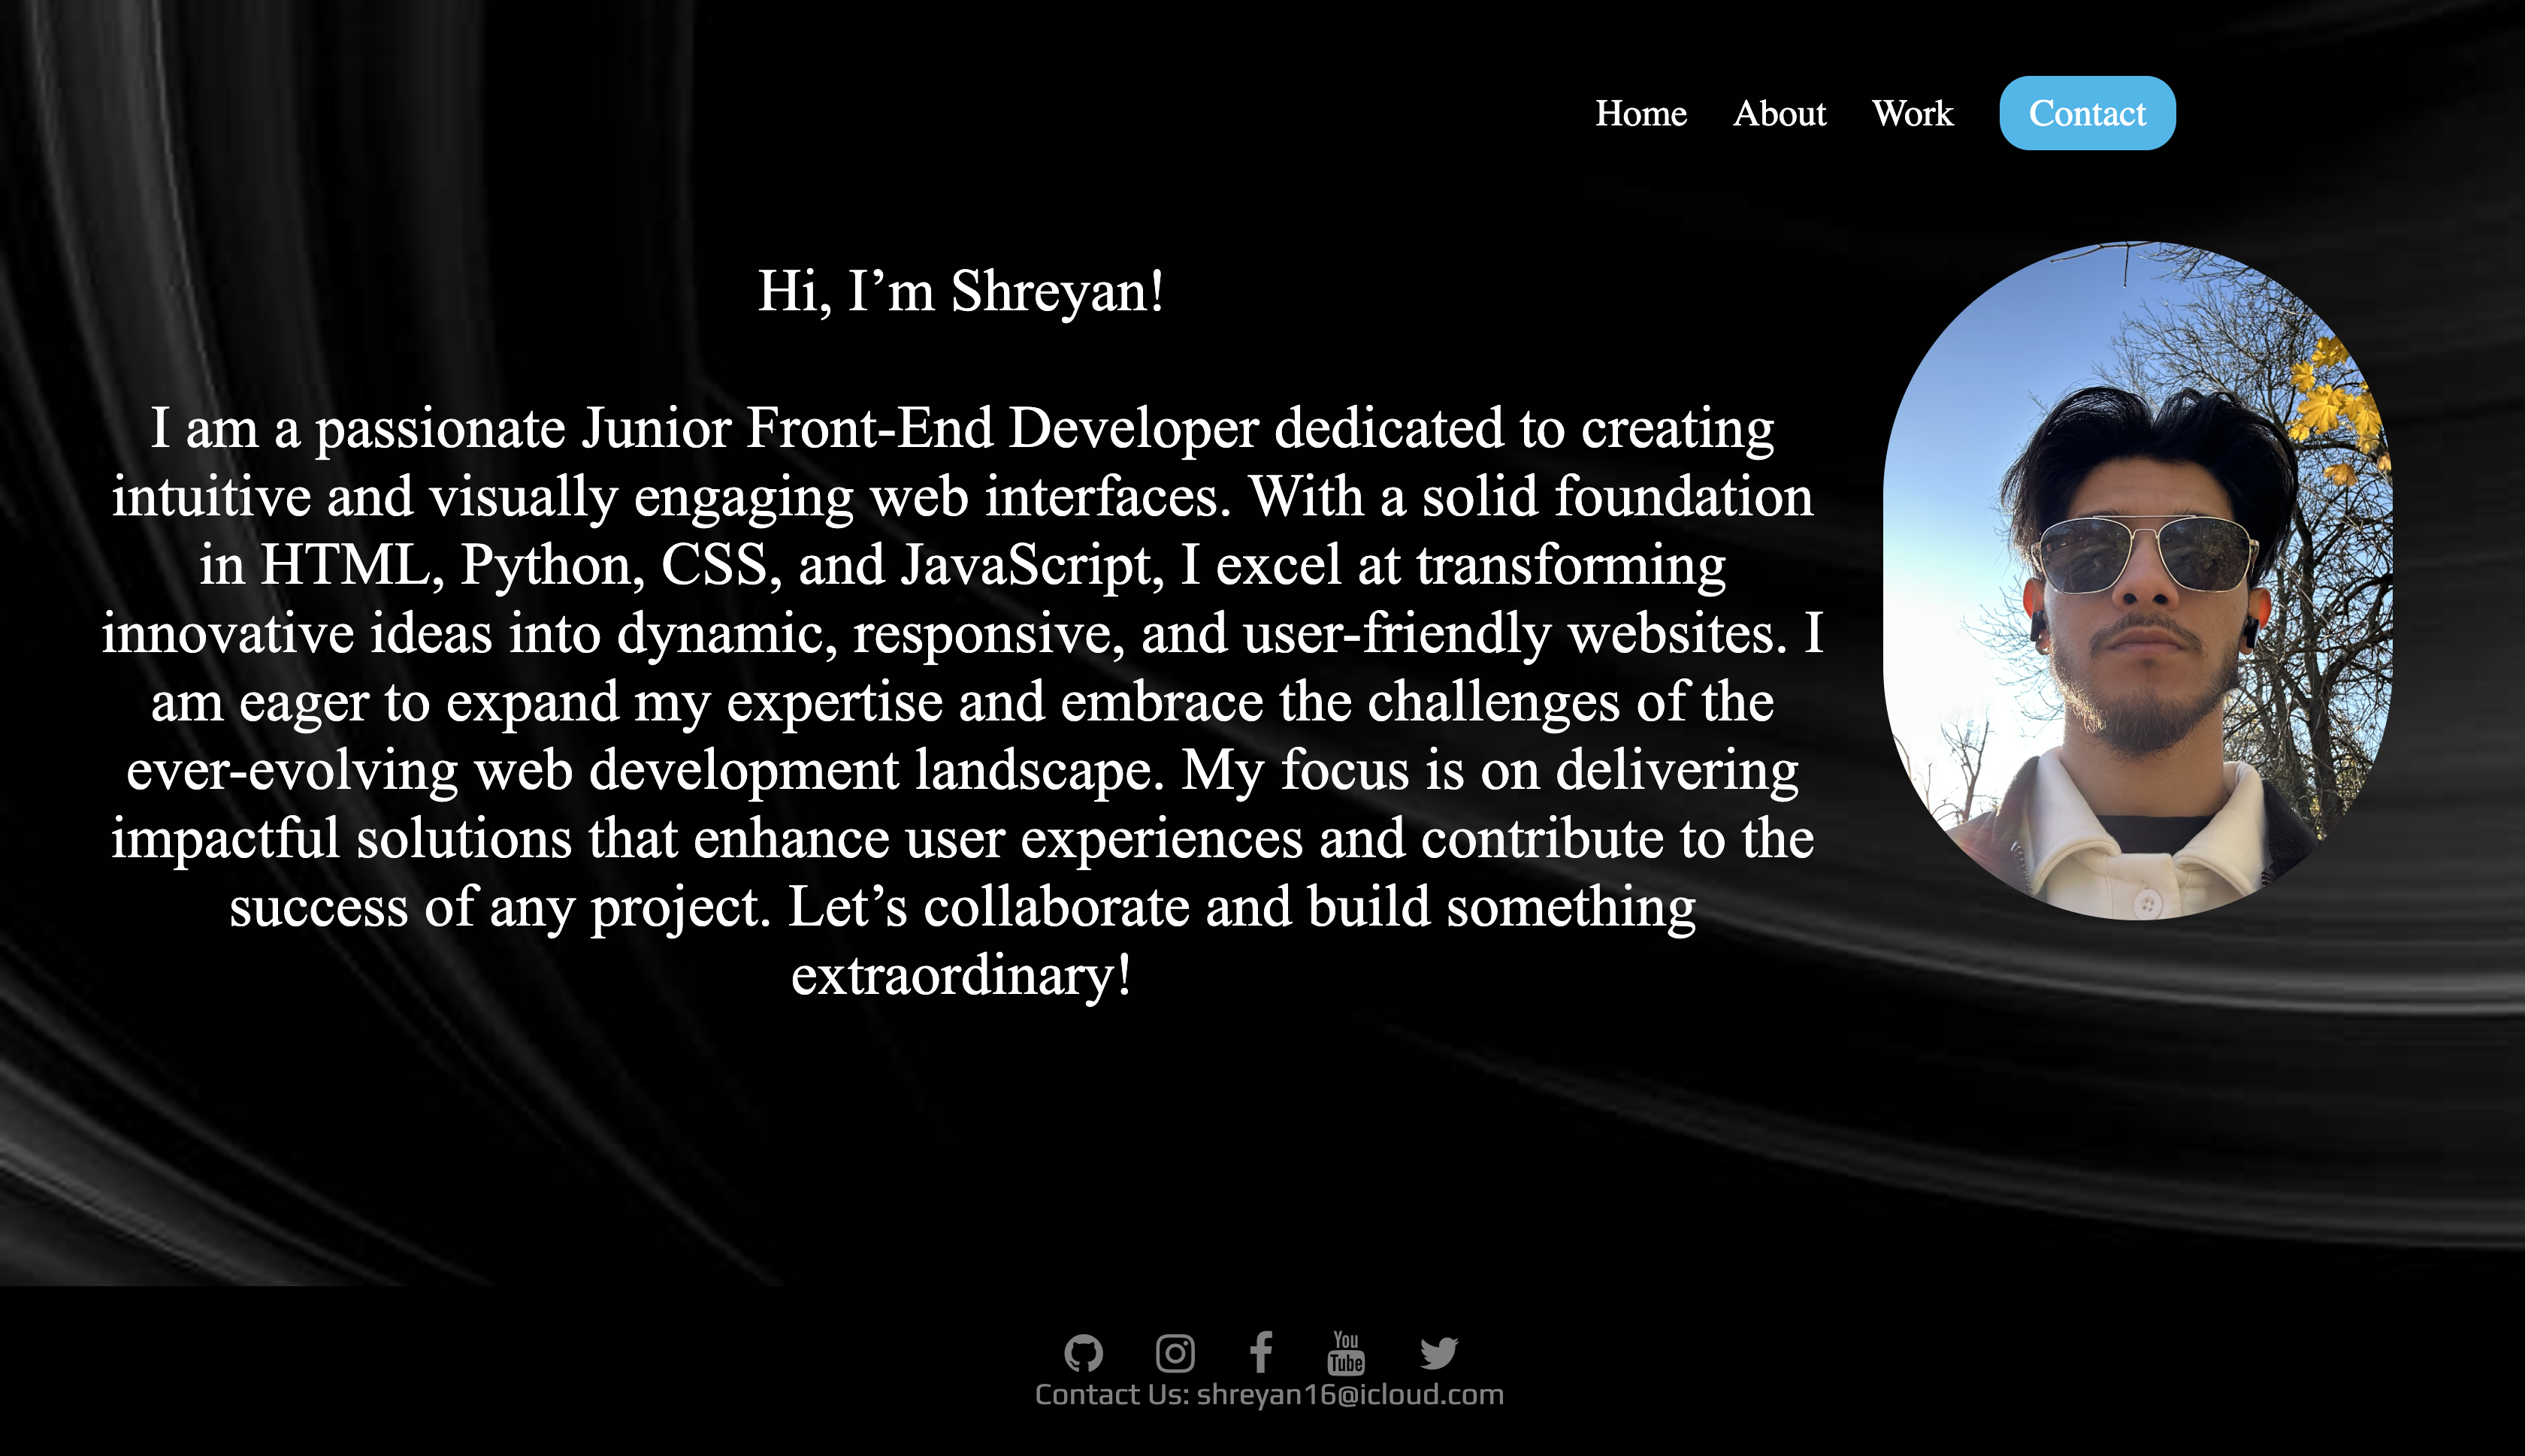 Home About Work Contact
Hi, I’m Shreyan!
I am a passionate Junior Front-End Developer dedicated to creating
intuitive and visually engaging web interfaces. With a solid foundation
in HTML, Python, CSS, and JavaScript, I excel at transforming
innovative ideas into dynamic, responsive, and user-friendly websites. I
am eager to expand my expertise and embrace the challenges of the
ever-evolving web development landscape. My focus is on delivering
impactful solutions that enhance user experiences and contribute to the
success of any project. Let’s collaborate and build something
extraordinary!
You
Tube
Contact Us: shreyan16@icloud.com